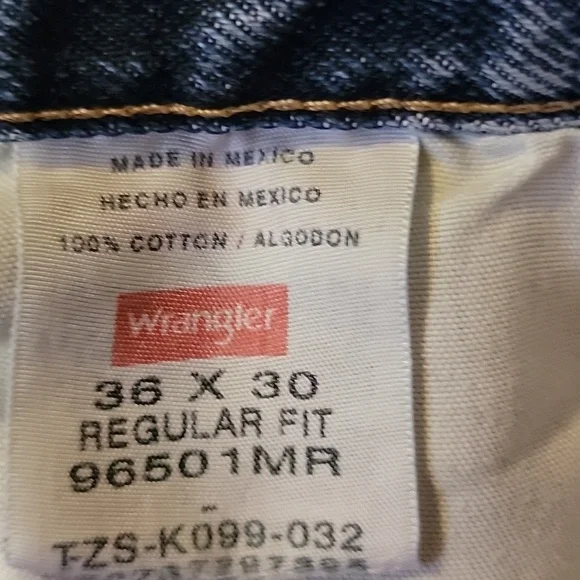 MADE IN MEXICO
HECHO EN MEXICO
100% COTTON / ALGODON
Wrangler
36 X 30
REGULAR FIT
96501MR
-
T-ZS-K099-032